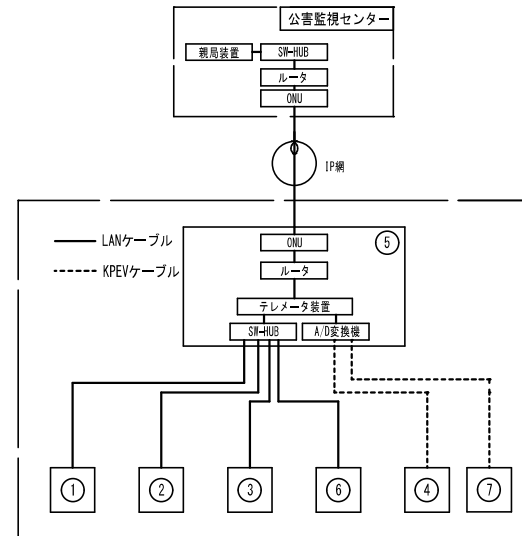 公害監視センター
親局装置
SW-HUB
ルータ
ONU
IP網
LANケーブル
KPEVケーブル
ONU
⑤
ルータ
テレメータ装置
SW-HUB
A/D変換機
① ② ③ ⑥ ④ ⑦